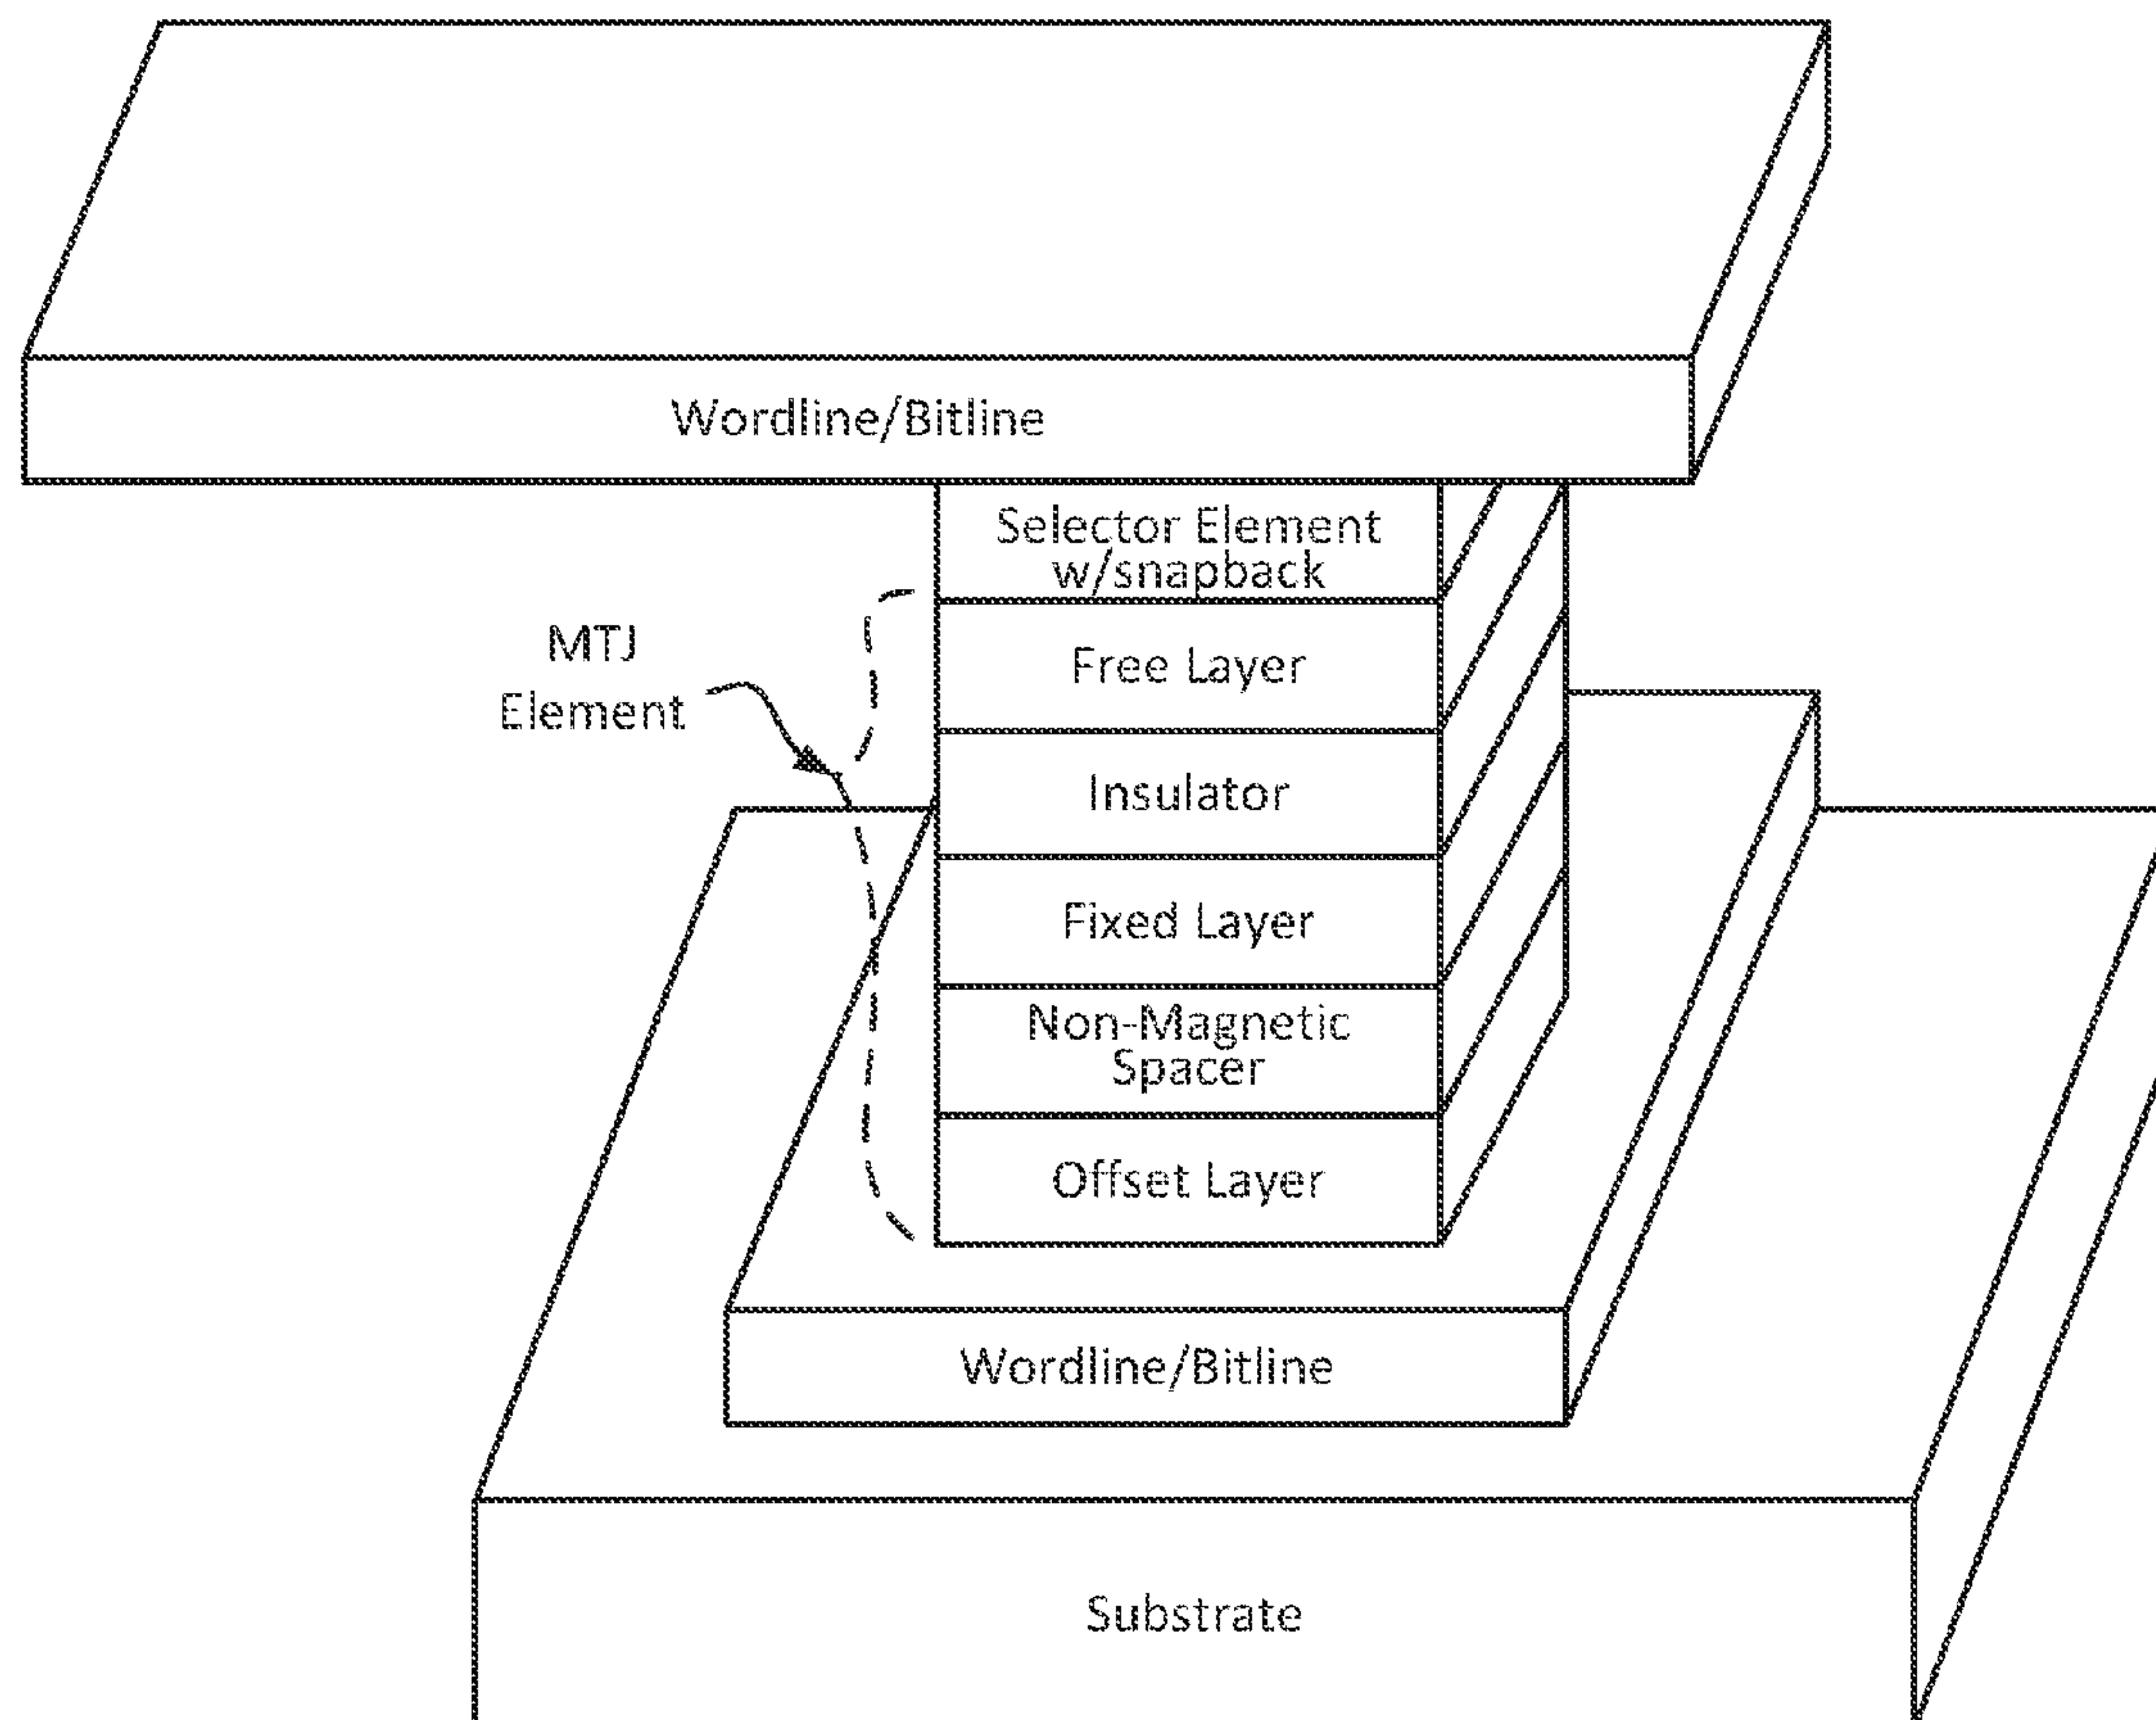 Wordline/Bitline
Selector Element
w/snapback
MTJ
Element
Free Layer
Insulator
Fixed Layer
Non-Magnetic
Spacer
Offset Layer
Wordline/Bitline
Substrate